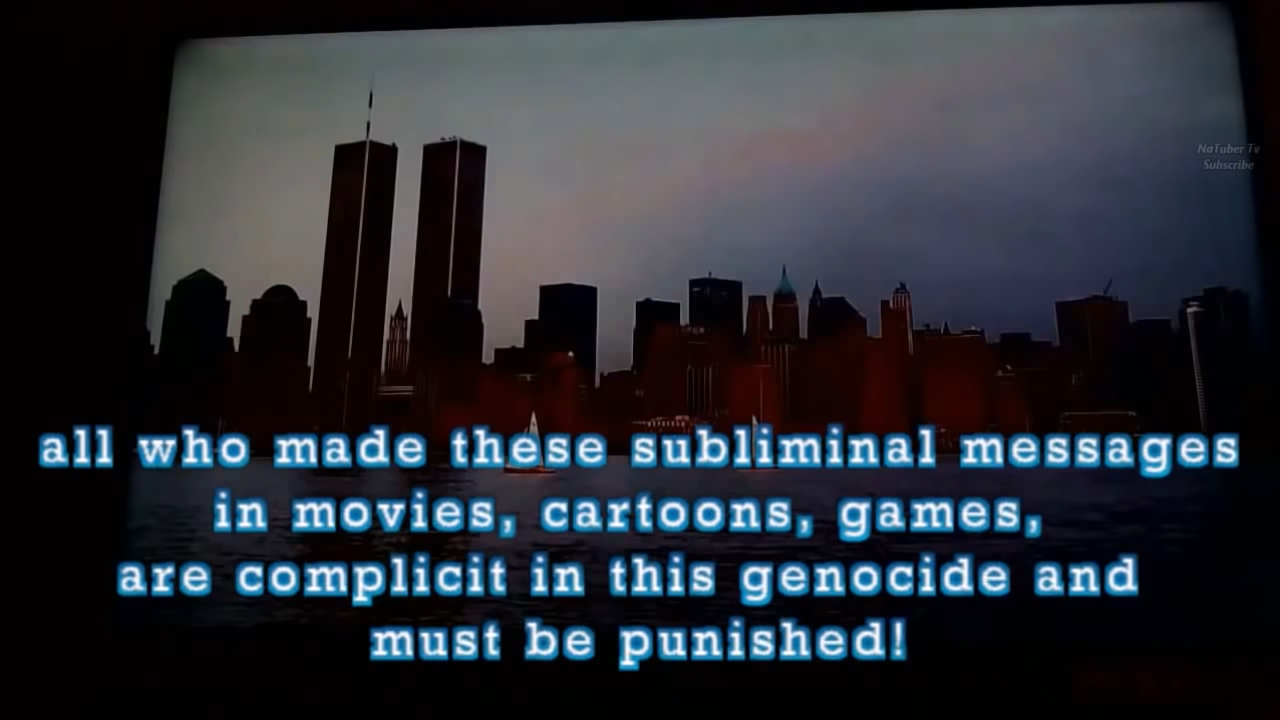 NaTuber Tv
Subscribe
all who made these subliminal messages
in movies, cartoons, games,
are complicit in this genocide and
must be punished!